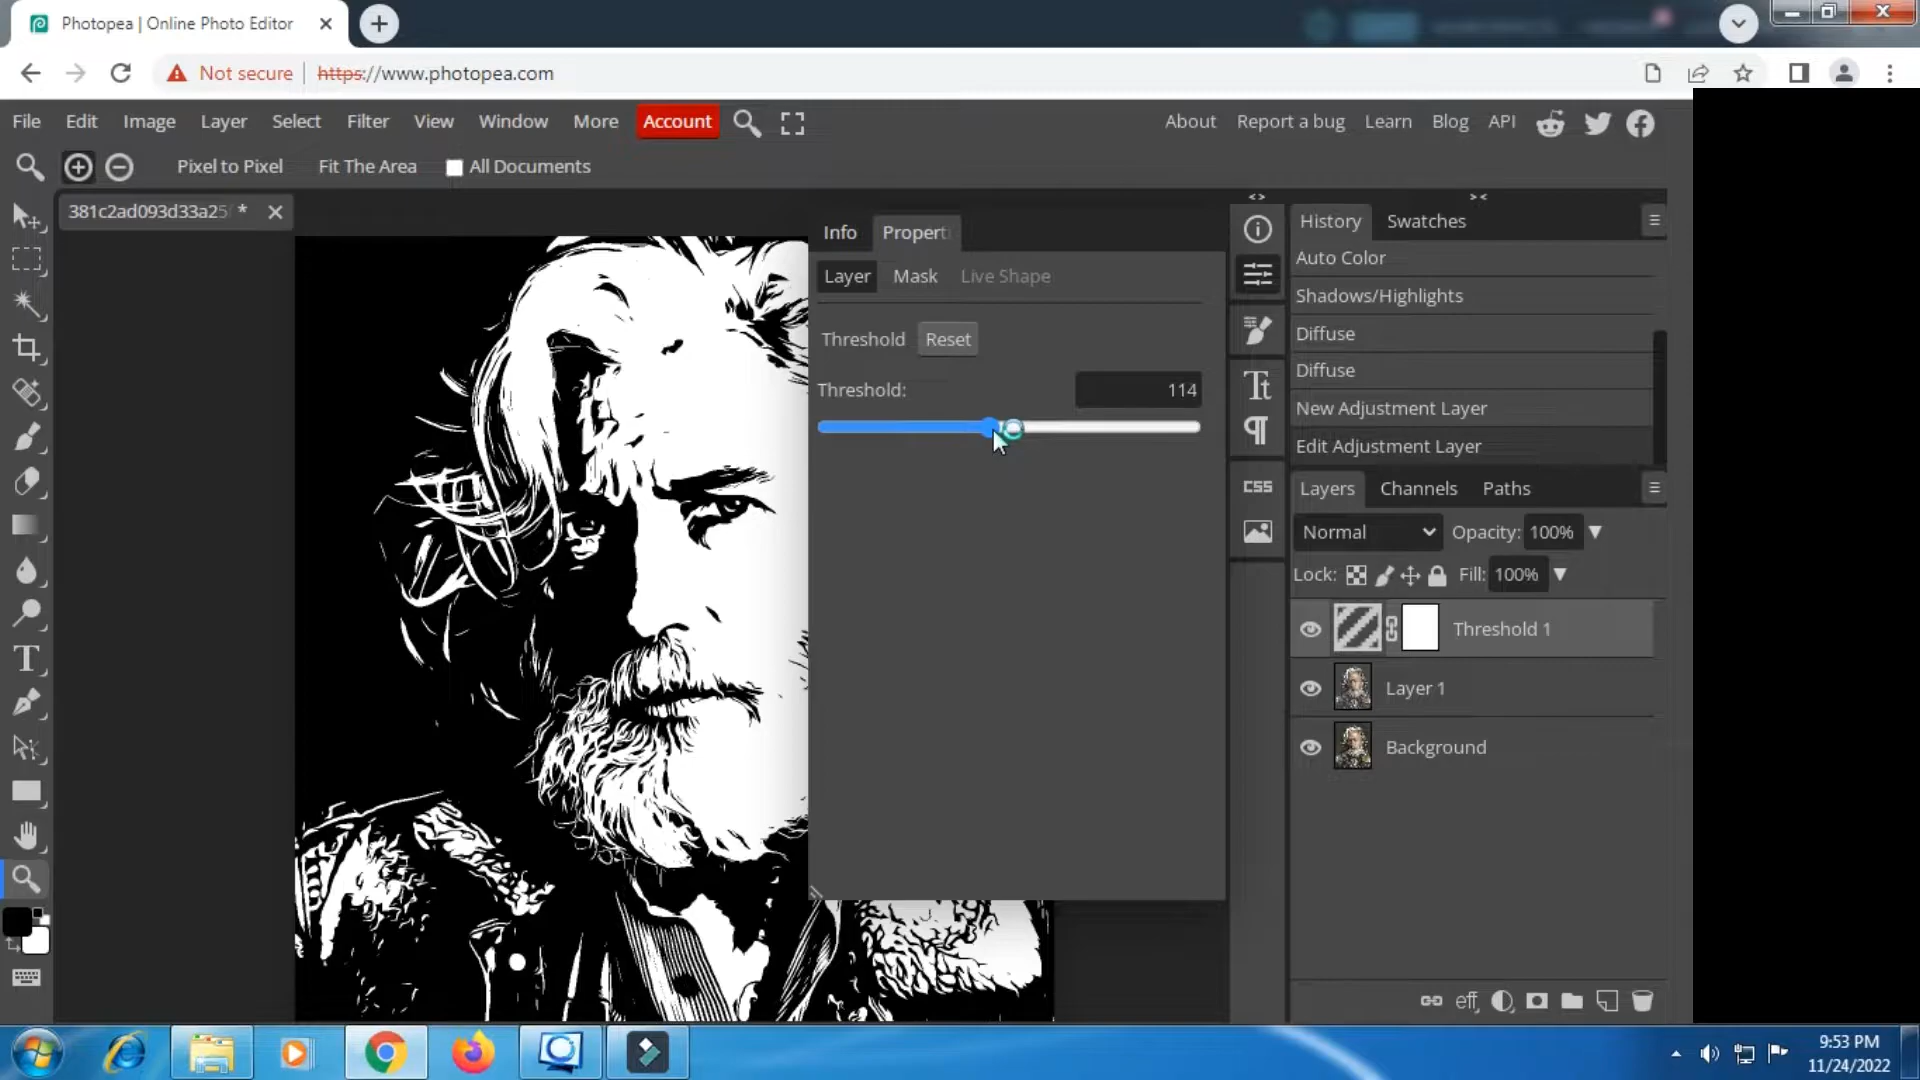 Photopea | Online Photo Editor
Not secure
https://www.photopea.com
File Edit Image Layer Select Filter View Window More Account
About Report a bug Learn Blog API
Pixel to Pixel Fit The Area All Documents
381c2ad093d33a25 *
Info
Layer Mask Live Shape
Threshold Reset
Threshold: 114
Tt
CSS
History Swatches
Auto Color
Shadows/Highlights
Diffuse
Diffuse
New Adjustment Layer
Edit Adjustment Layer
Layers Channels Paths
Normal Opacity: 100%
Lock: Fill: 100%
Threshold 1
Layer 1
Background
eff
T
9:53 PM
11/24/2022